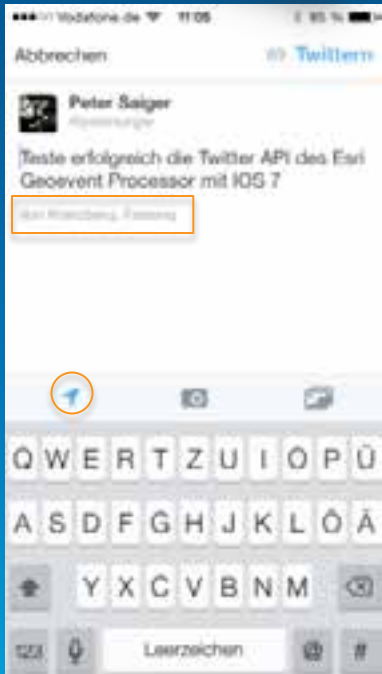 Vodafone.de 11:05 85 %
Abbrechen Twittern
Peter Saiger
Teste erfolgreich die Twitter API des Esri
Geoevent Processor mit IOS 7
Q W E R T Z U I O P Ü
A S D F G H J K L Ö Ä
Y X C V B N M
123 Leerzeichen @ #